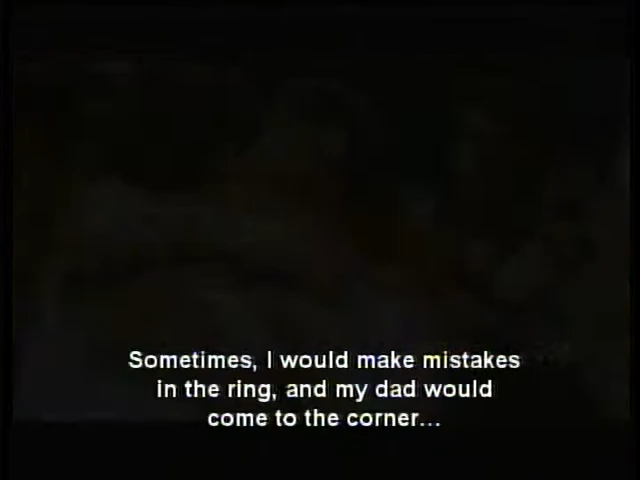 Sometimes, I would make mistakes
in the ring, and my dad would
come to the corner...